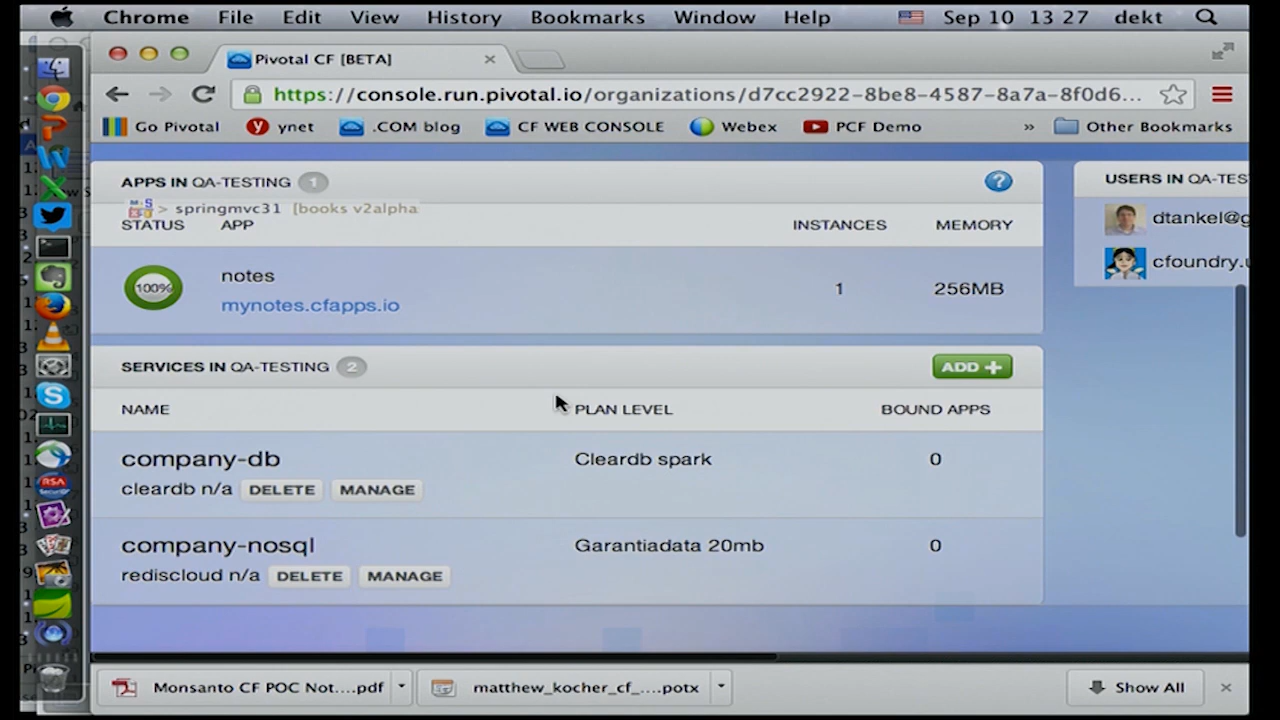 Chrome File Edit View History Bookmarks Window Help Sep 10 13 27 dekt
Pivotal CF [BETA]
https://console.run.pivotal.io/organizations/d7cc2922-8be8-4587-8a7a-8f0d6...
Go Pivotal ynet .COM blog CF WEB CONSOLE Webex PCF Demo » Other Bookmarks
APPS IN QA-TESTING 1 ? USERS IN QA-TES
> springmvc31 [books v2alpha
STATUS APP INSTANCES MEMORY
dtankel@g
cfoundry.
100% notes 1 256MB
mynotes.cfapps.io
SERVICES IN QA-TESTING 2 ADD +
NAME PLAN LEVEL BOUND APPS
company-db Cleardb spark 0
cleardb n/a DELETE MANAGE
company-nosql Garantiadata 20mb 0
rediscloud n/a DELETE MANAGE
Monsanto CF POC Not....pdf matthew_kocher_cf_....potx Show All